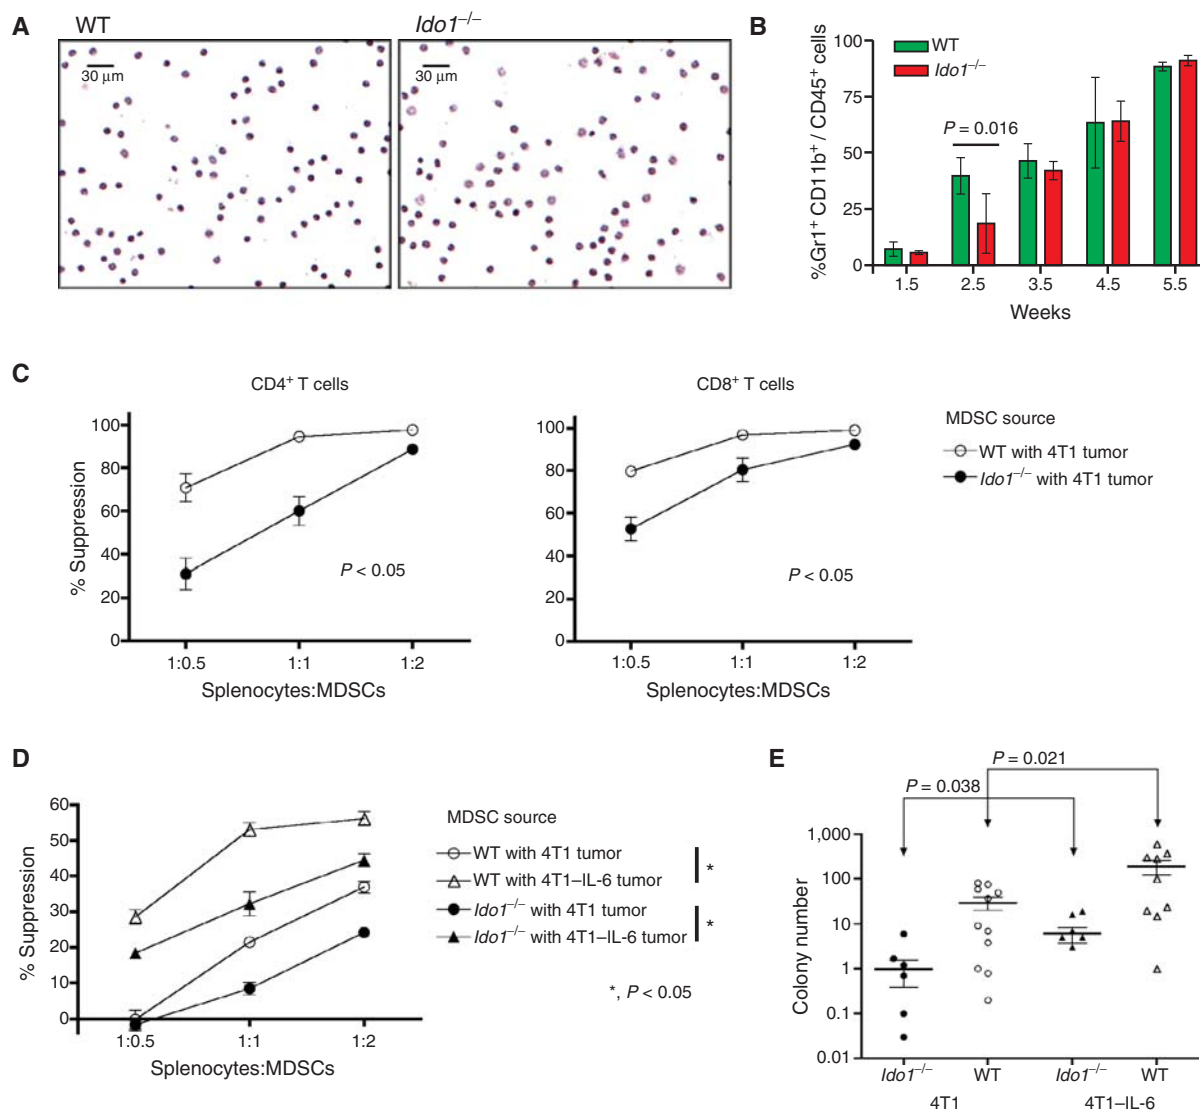 A
WT
Ido1–/–
30 µm
30 µm
B
WT
Ido1–/–
P = 0.016
%Gr1+ CD11b+ / CD45+ cells
100
75
50
25
0
1.5 2.5 3.5 4.5 5.5
Weeks
C
CD4+ T cells
% Suppression
100
80
60
40
20
0
P < 0.05
1:0.5 1:1 1:2
Splenocytes:MDSCs
CD8+ T cells
100
80
60
40
20
0
P < 0.05
1:0.5 1:1 1:2
Splenocytes:MDSCs
MDSC source
WT with 4T1 tumor
Ido1–/– with 4T1 tumor
D
% Suppression
60
50
40
30
20
10
0
1:0.5 1:1 1:2
Splenocytes:MDSCs
MDSC source
WT with 4T1 tumor
WT with 4T1–IL-6 tumor
*
Ido1–/– with 4T1 tumor
Ido1–/– with 4T1–IL-6 tumor
*
*, P < 0.05
E
P = 0.021
P = 0.038
Colony number
1,000
100
10
1
0.1
0.01
Ido1–/– WT Ido1–/– WT
4T1 4T1–IL-6